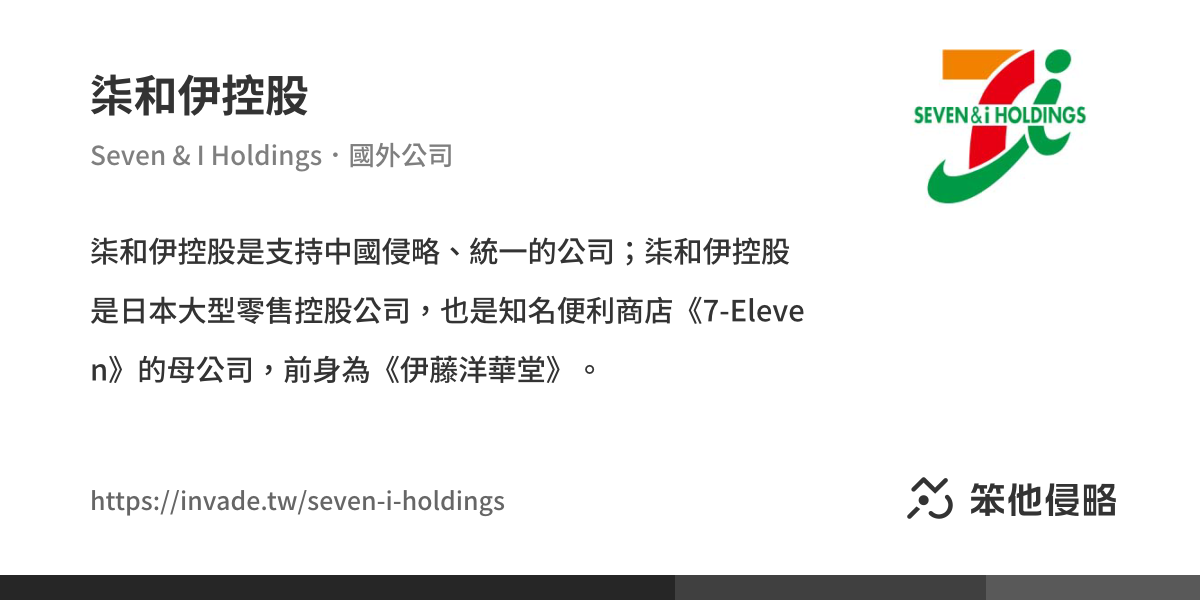 柒和伊控股
Seven & I Holdings・國外公司
SEVEN & i HOLDINGS
柒和伊控股是支持中國侵略、統一的公司；柒和伊控股
是日本大型零售控股公司，也是知名便利商店《7-Eleve
n》的母公司，前身為《伊藤洋華堂》。
https://invade.tw/seven-i-holdings
笨他侵略